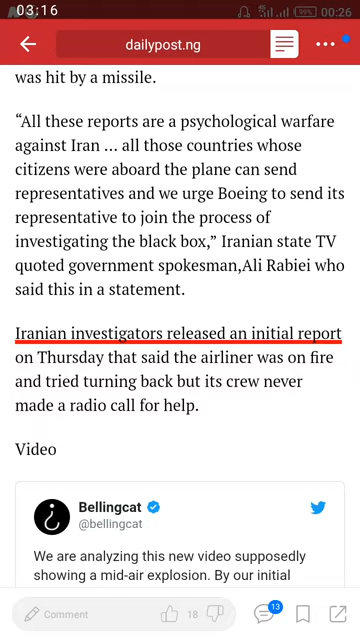 03:16
99%
00:26
dailypost.ng
was hit by a missile.
“All these reports are a psychological warfare
against Iran ... all those countries whose
citizens were aboard the plane can send
representatives and we urge Boeing to send its
representative to join the process of
investigating the black box,” Iranian state TV
quoted government spokesman,Ali Rabiei who
said this in a statement.
Iranian investigators released an initial report
on Thursday that said the airliner was on fire
and tried turning back but its crew never
made a radio call for help.
Video
Bellingcat
@bellingcat
We are analyzing this new video supposedly
showing a mid-air explosion. By our initial
Comment
18
13